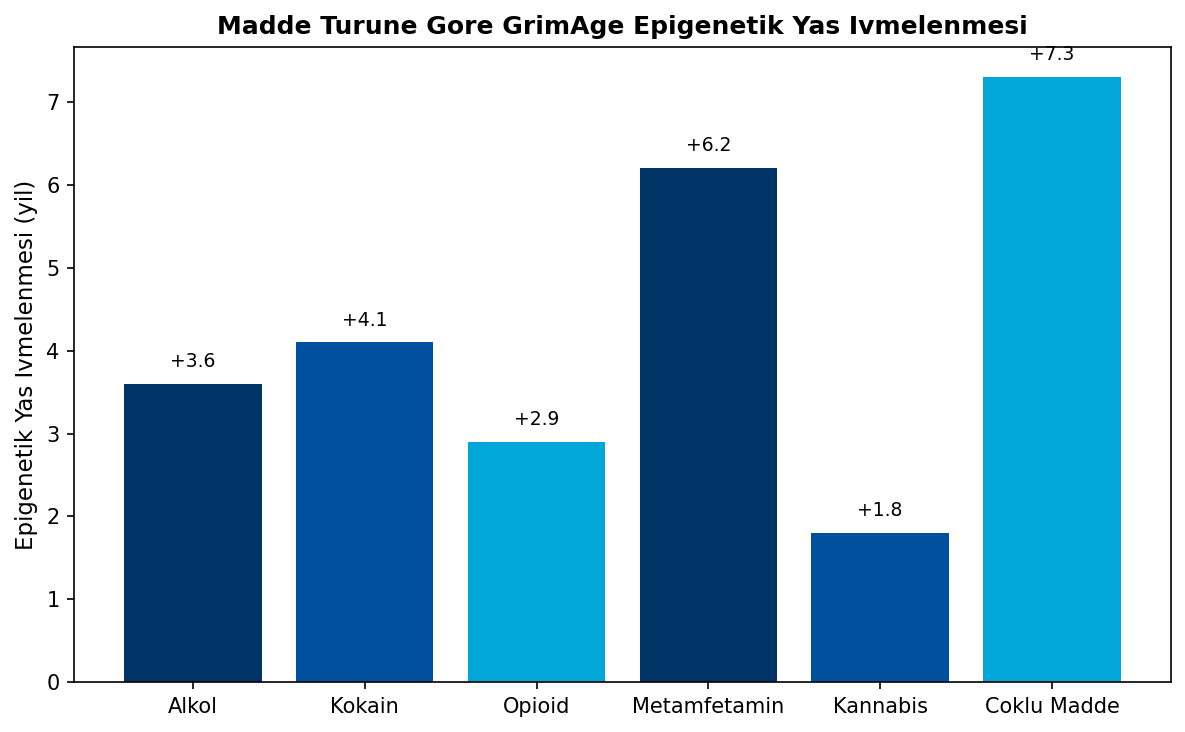 Madde Turune Gore GrimAge Epigenetik Yas Ivmelenmesi
Epigenetik Yas Ivmelenmesi (yil)
7
6
5
4
3
2
1
0
+3.6
+4.1
+2.9
+6.2
+1.8
+7.3
Alkol
Kokain
Opioid
Metamfetamin
Kannabis
Coklu Madde